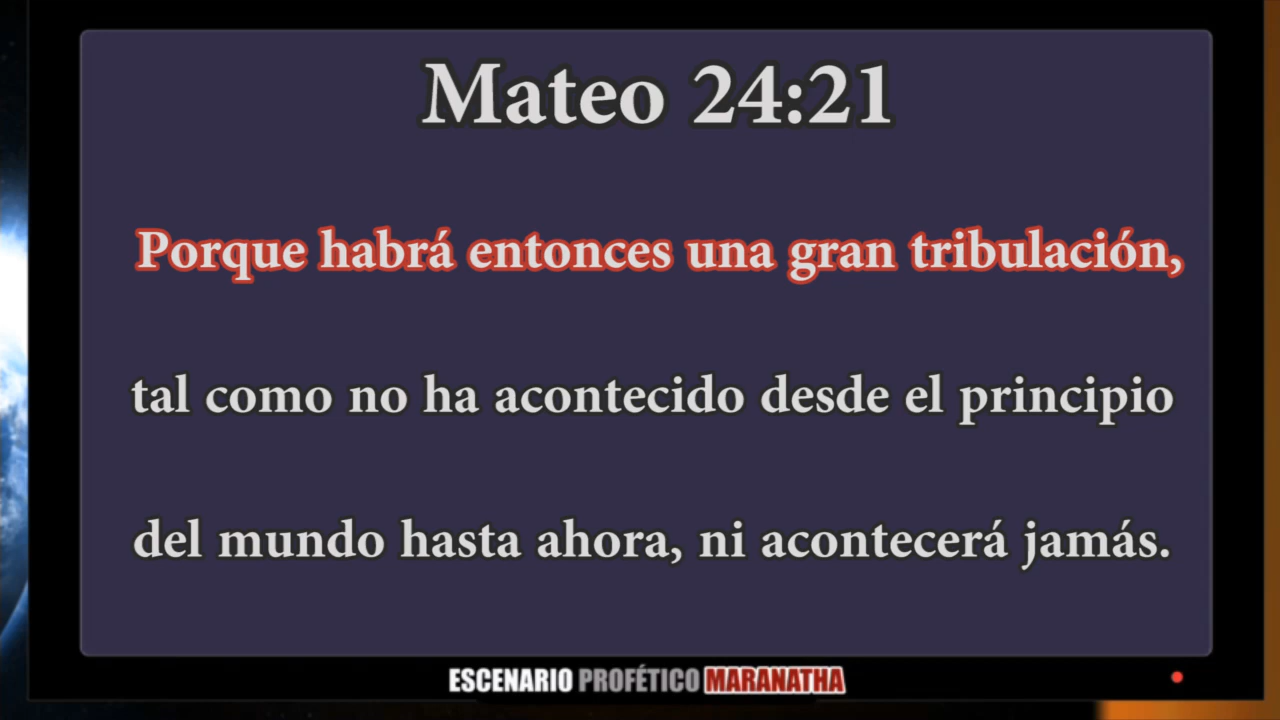 Mateo 24:21
Porque habrá entonces una gran tribulación,
tal como no ha acontecido desde el principio
del mundo hasta ahora, ni acontecerá jamás.
ESCENARIO PROFÉTICO MARANATHA